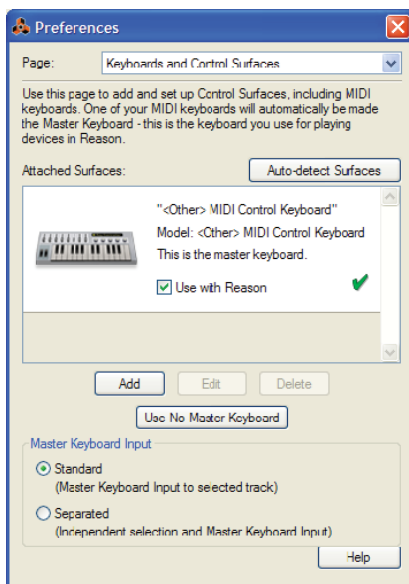 Preferences
Page: Keyboards and Control Surfaces
Use this page to add and set up Control Surfaces, including MIDI
keyboards. One of your MIDI keyboards will automatically be made
the Master Keyboard - this is the keyboard you use for playing
devices in Reason.
Attached Surfaces: Auto-detect Surfaces
"<Other> MIDI Control Keyboard"
Model: <Other> MIDI Control Keyboard
This is the master keyboard.
Use with Reason
Add Edit Delete
Use No Master Keyboard
Master Keyboard Input
Standard
(Master Keyboard Input to selected track)
Separated
(Independent selection and Master Keyboard Input)
Help